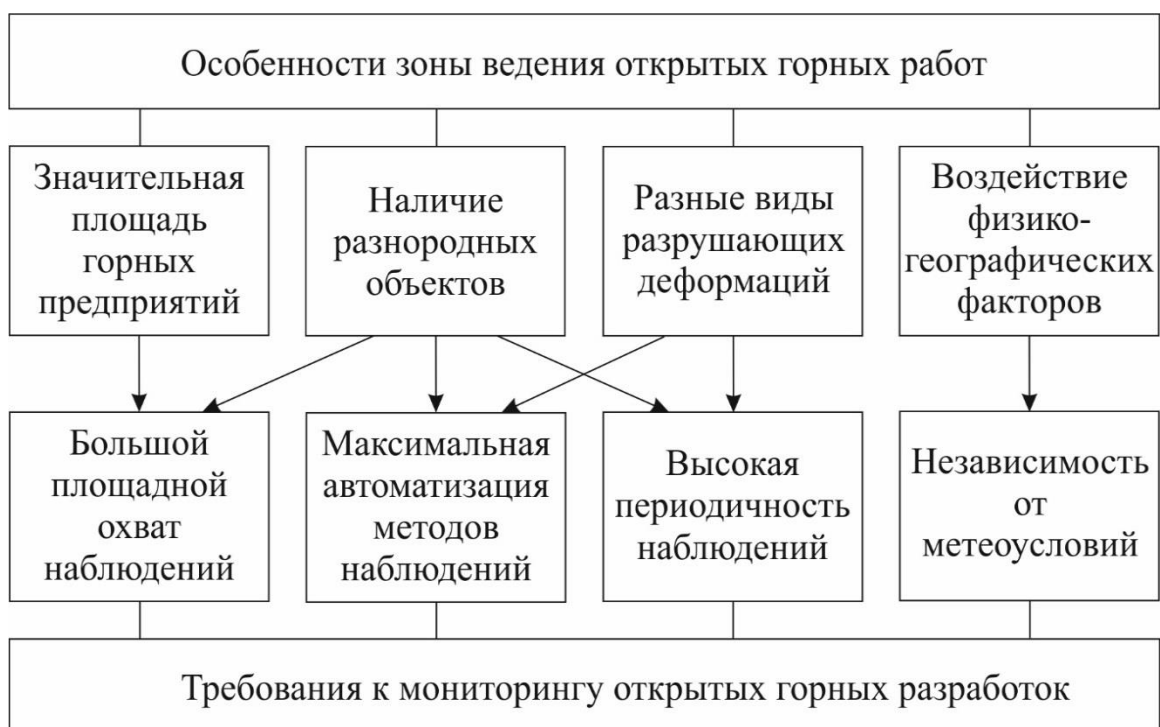 Особенности зоны ведения открытых горных работ
Значительная
площадь
горных
предприятий
Наличие
разнородных
объектов
Разные виды
разрушающих
деформаций
Воздействие
физико-
географических
факторов
Большой
площадной
охват
наблюдений
Максимальная
автоматизация
методов
наблюдений
Высокая
периодичность
наблюдений
Независимость
от
метеоусловий
Требования к мониторингу открытых горных разработок